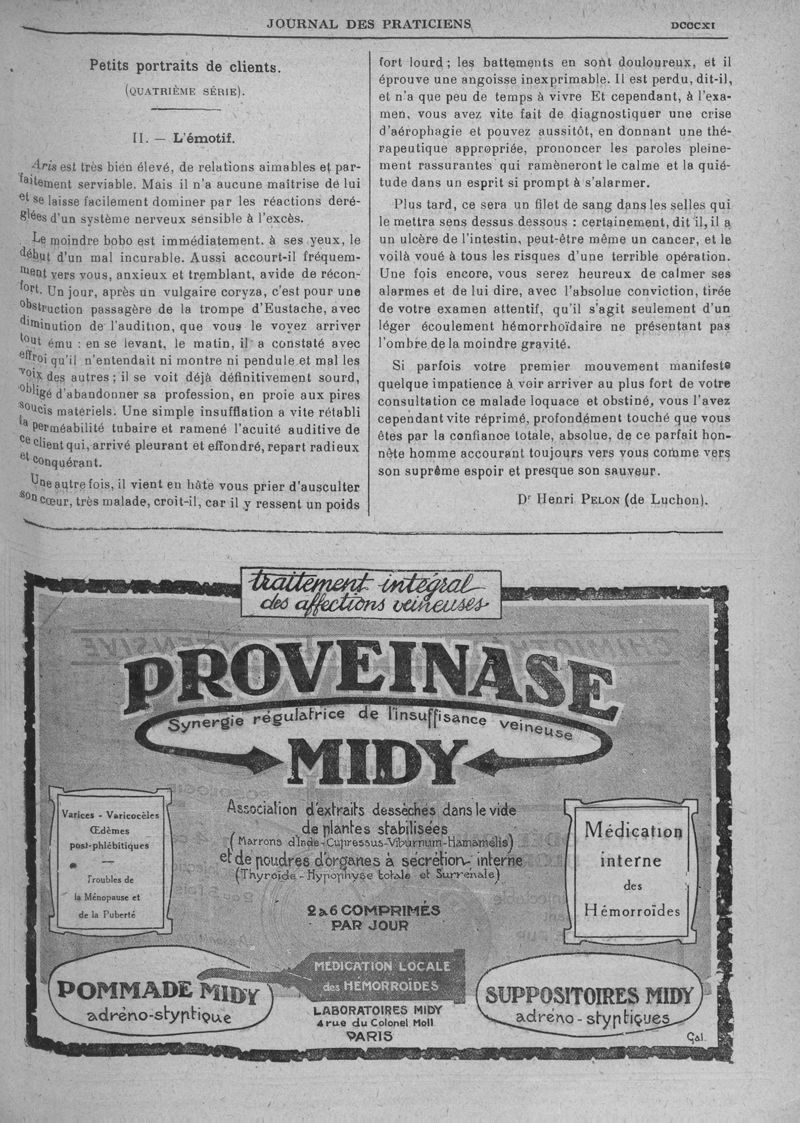 JOURNAL DES PRATICIENS
DCCCXI
Petits portraits de clients.
(QUATRIÈME SÉRIE).
II. — L'émotif.
Aris est très bien élevé, de relations aimables et par-
faitement serviable. Mais il n'a aucune maîtrise de lui
et se laisse facilement dominer par les réactions déré-
glées d'un système nerveux sensible à l'excès.
Le moindre bobo est immédiatement. à ses yeux, le
début d'un mal incurable. Aussi accourt-il fréquem-
ment vers vous, anxieux et tremblant, avide de récon-
fort. Un jour, après un vulgaire coryza, c'est pour une
obstruction passagère de la trompe d'Eustache, avec
diminution de l'audition, que vous le voyez arriver
tout ému : en se levant, le matin, il a constaté avec
effroi qu'il n'entendait ni montre ni pendule et mal les
voix des autres ; il se voit déjà définitivement sourd,
obligé d'abandonner sa profession, en proie aux pires
soucis matériels. Une simple insufflation a vite rétabli
la perméabilité tubaire et ramené l'acuité auditive de
ce client qui, arrivé pleurant et effondré, repart radieux
et conquérant.
Une autre fois, il vient en hâte vous prier d'ausculter
son cœur, très malade, croit-il, car il y ressent un poids
fort lourd ; les battements en sont douloureux, et il
éprouve une angoisse inexprimable. Il est perdu, dit-il,
et n'a que peu de temps à vivre Et cependant, à l'exa-
men, vous avez vite fait de diagnostiquer une crise
d'aérophagie et pouvez aussitôt, en donnant une thé-
rapeutique appropriée, prononcer les paroles pleine-
ment rassurantes qui ramèneront le calme et la quié-
tude dans un esprit si prompt à s'alarmer.
Plus tard, ce sera un filet de sang dans les selles qui
le mettra sens dessus dessous : certainement, dit il, il a
un ulcère de l'intestin, peut-être même un cancer, et le
voilà voué à tous les risques d'une terrible opération.
Une fois encore, vous serez heureux de calmer ses
alarmes et de lui dire, avec l'absolue conviction, tirée
de votre examen attentif, qu'il s'agit seulement d'un
léger écoulement hémorrhoïdaire ne présentant pas
l'ombre de la moindre gravité.
Si parfois votre premier mouvement manifeste
quelque impatience à voir arriver au plus fort de votre
consultation ce malade loquace et obstiné, vous l'avez
cependant vite réprimé, profondément touché que vous
êtes par la confiance totale, absolue, de ce parfait hon-
nête homme accourant toujours vers vous comme vers
son suprême espoir et presque son sauveur.
Dr Henri PELON (de Luchon).
traitement intégral
des affections veineuses
PROVEINASE
Synergie régulatrice de l'insuffisance veineuse
MIDY
Varices - Varicocèles
Œdèmes
post-phlébitiques
Troubles de
la Ménopause et
de la Puberté
Association d'extraits desséchés dans le vide
de plantes stabilisées
(Marrons d'Inde-Cupressus-Viburnum-Hamamelis)
et de poudres d'organes à sécrétion interne
(Thyroïde - Hypophyse totale et Surrénale)
2 à 6 COMPRIMÉS
PAR JOUR
Médication
interne
des
Hémorroïdes
POMMADE MIDY
adréno-styptique
MÉDICATION LOCALE
des HÉMORROÏDES
LABORATOIRES MIDY
4 rue du Colonel Moll
PARIS
SUPPOSITOIRES MIDY
adréno-styptiques
Gal.